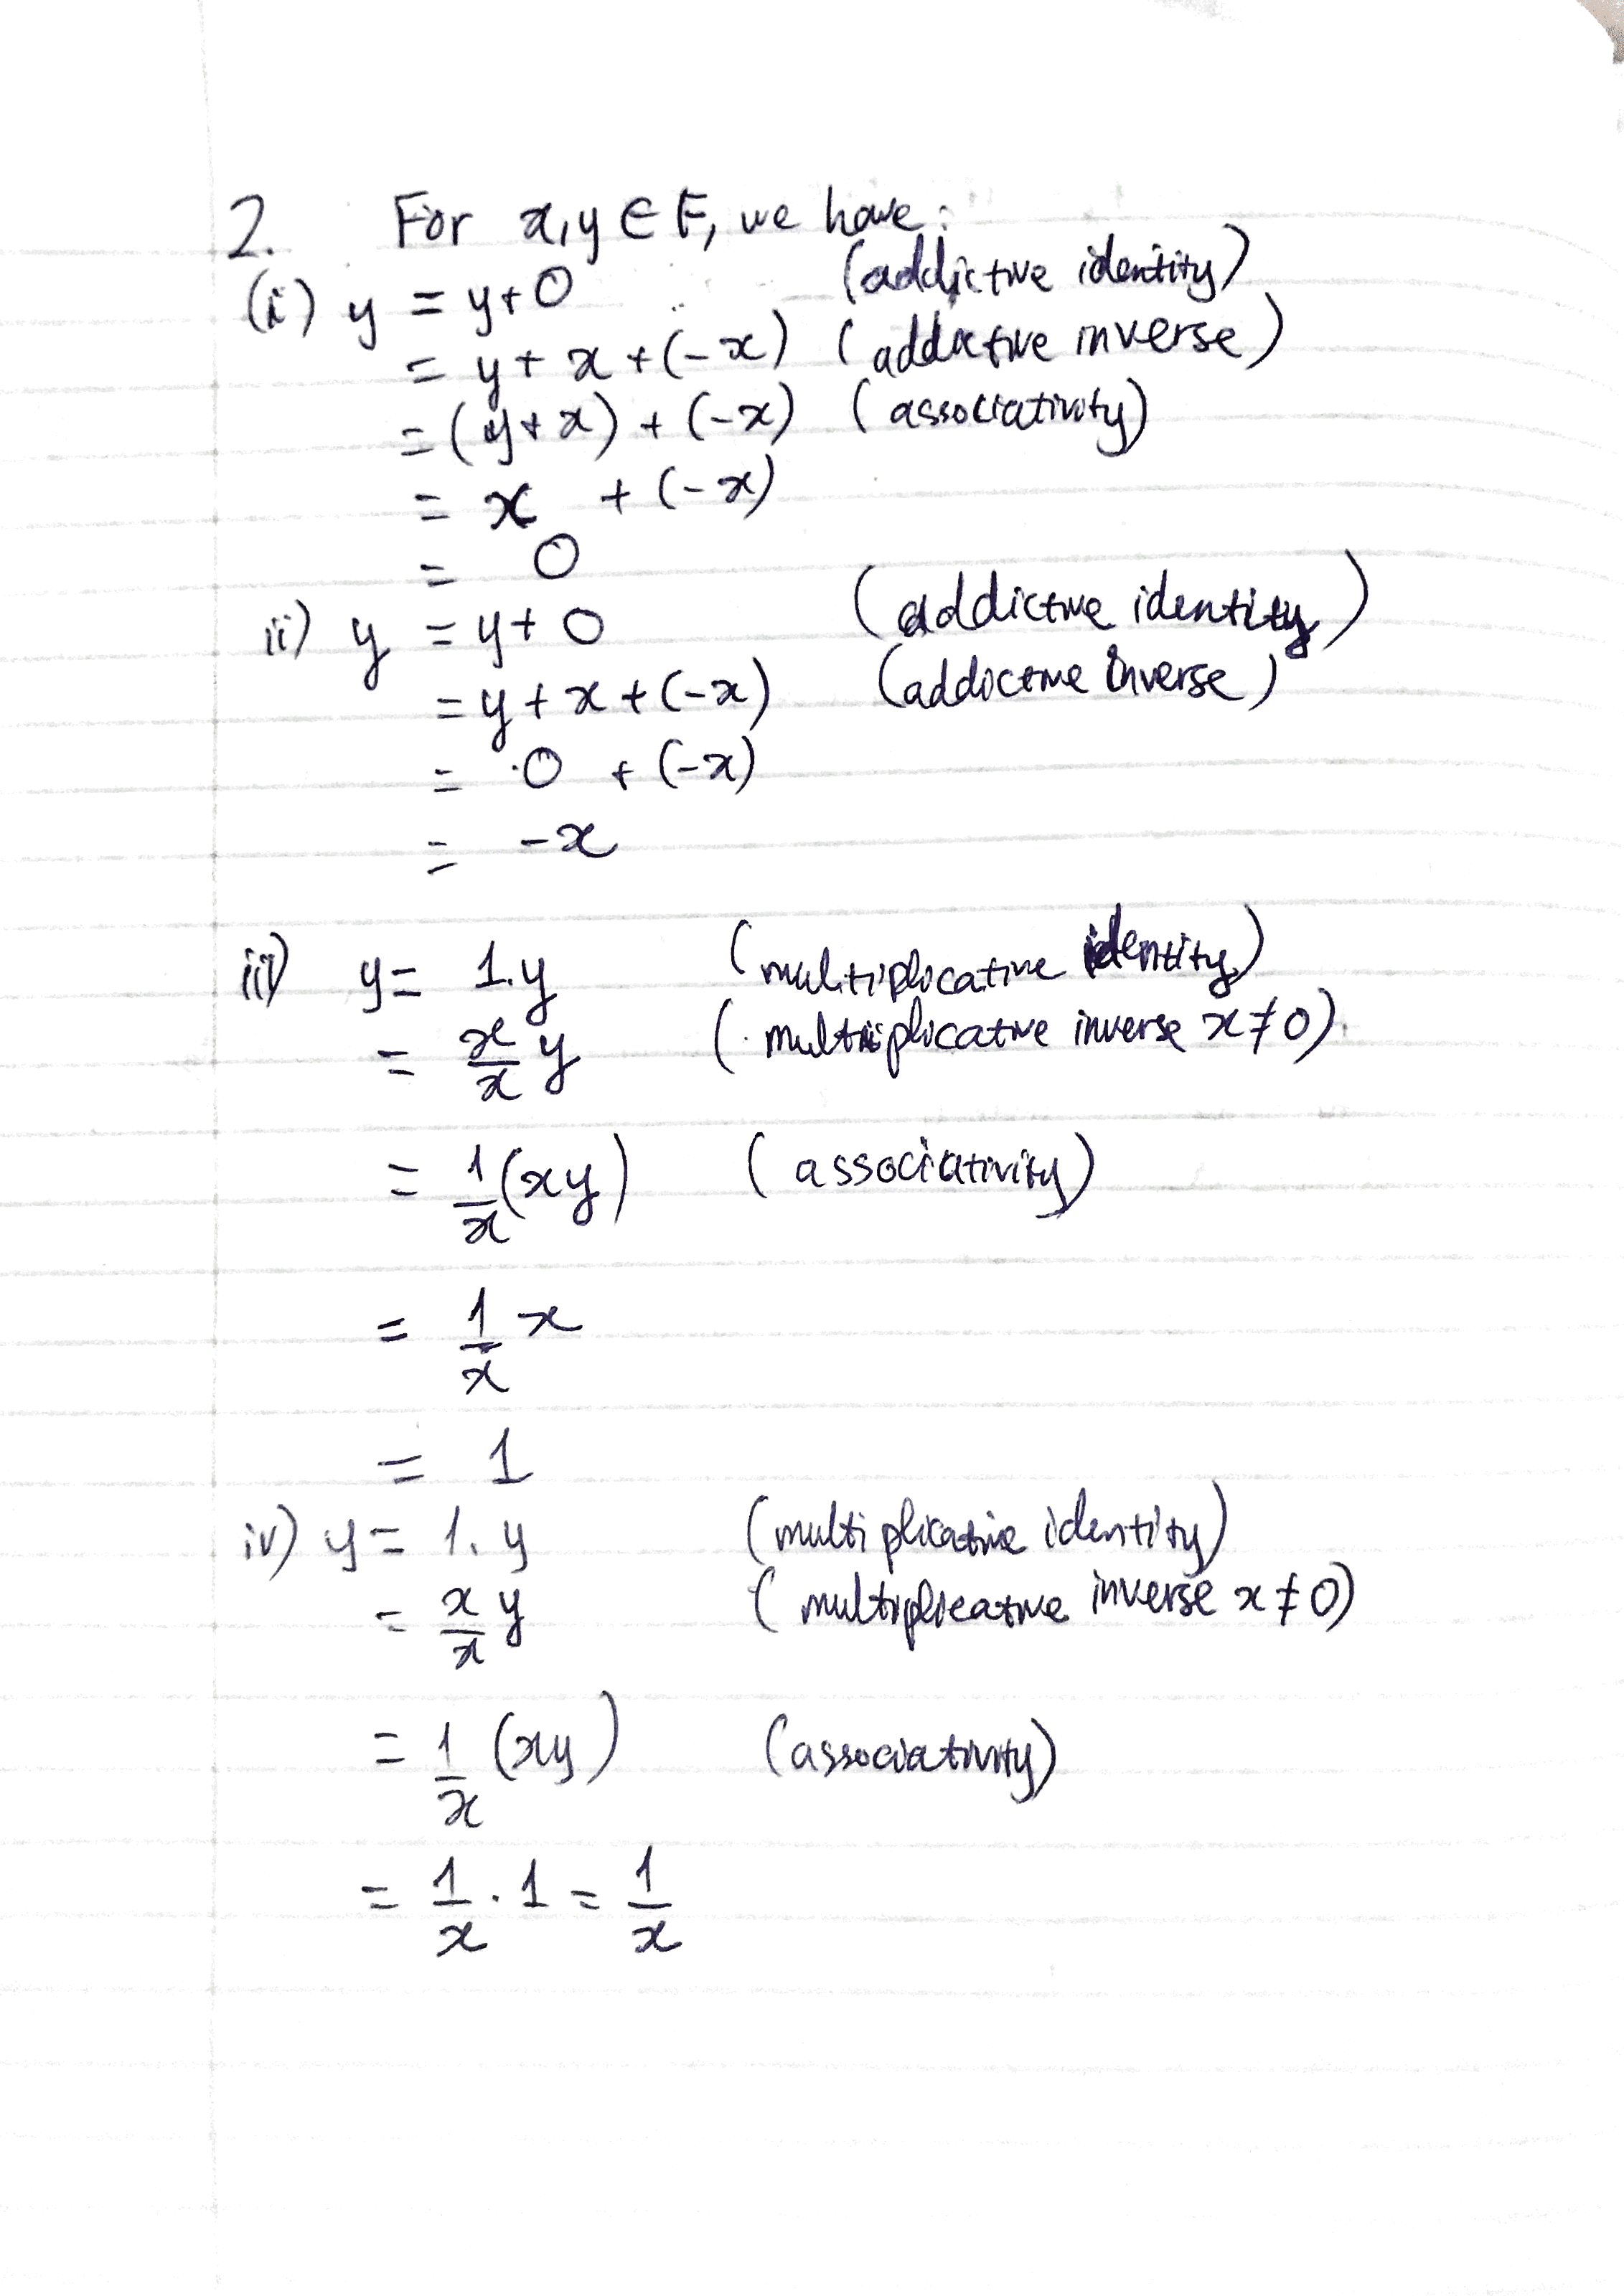 2. For x,y ∈ F, we have:
(i) y = y+0 (addictive identity)
= y + x +(-x) (addictive inverse)
= (y+x) + (-x) (associativity)
= x + (-x)
= 0
ii) y = y+ 0 (addictive identity)
= y + x +(-x) (addictive inverse)
= 0 + (-x)
= -x
iii) y = 1.y (multiplicative identity)
= x/x y (multiplicative inverse x≠0)
= 1/x (xy) (associativity)
= 1/x x
= 1
iv) y = 1. y (multiplicative identity)
= x/x y (multiplicative inverse x ≠ 0)
= 1/x (xy) (associativity)
= 1/x . 1 = 1/x